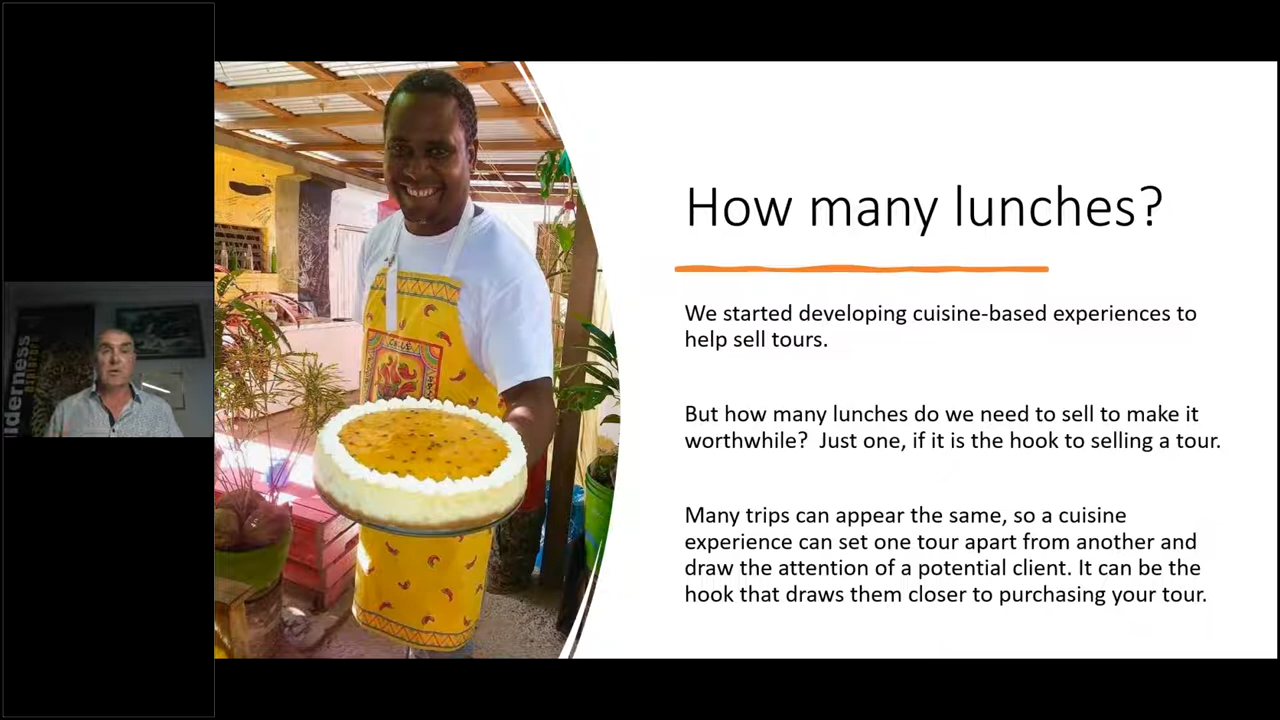 How many lunches?
We started developing cuisine-based experiences to
help sell tours.
But how many lunches do we need to sell to make it
worthwhile?  Just one, if it is the hook to selling a tour.
Many trips can appear the same, so a cuisine
experience can set one tour apart from another and
draw the attention of a potential client. It can be the
hook that draws them closer to purchasing your tour.